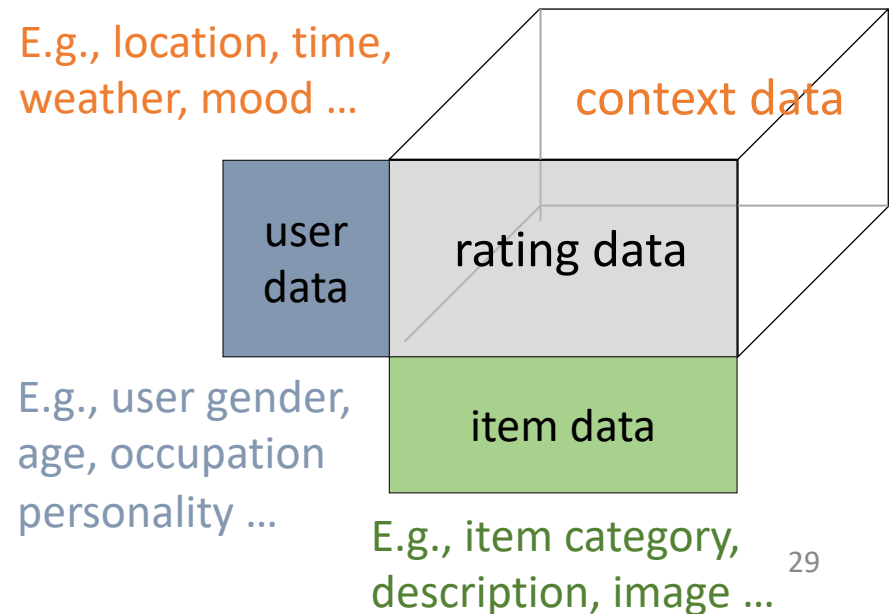 E.g., location, time,
weather, mood ...
context data
user
data
rating data
E.g., user gender,
age, occupation
personality ...
item data
E.g., item category,
description, image ...
29